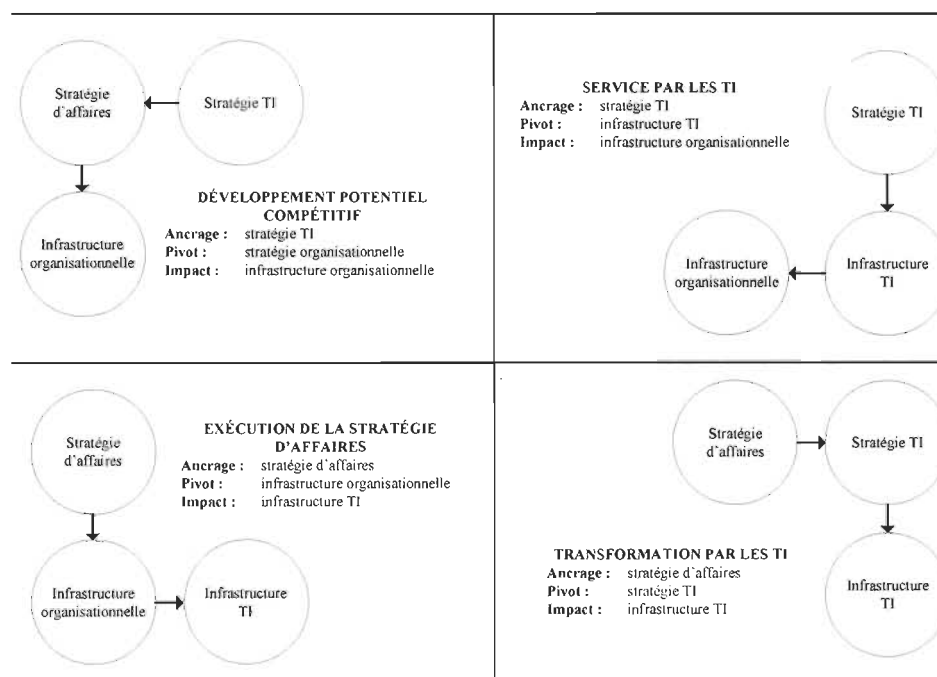 Stratégie
d'affaires
Stratégie TI
Infrastructure
organisationnelle
DÉVELOPPEMENT POTENTIEL
COMPÉTITIF
Ancrage : stratégie TI
Pivot : stratégie organisationnelle
Impact : infrastructure organisationnelle
SERVICE PAR LES TI
Ancrage : stratégie TI
Pivot : infrastructure TI
Impact : infrastructure organisationnelle
Stratégie TI
Infrastructure
organisationnelle
Infrastructure
TI
Stratégie
d'affaires
EXÉCUTION DE LA STRATÉGIE
D'AFFAIRES
Ancrage : stratégie d'affaires
Pivot : infrastructure organisationnelle
Impact : infrastructure TI
Infrastructure
organisationnelle
Infrastructure
TI
Stratégie
d'affaires
Stratégie TI
TRANSFORMATION PAR LES TI
Ancrage : stratégie d'affaires
Pivot : stratégie TI
Impact : infrastructure TI
Infrastructure
TI